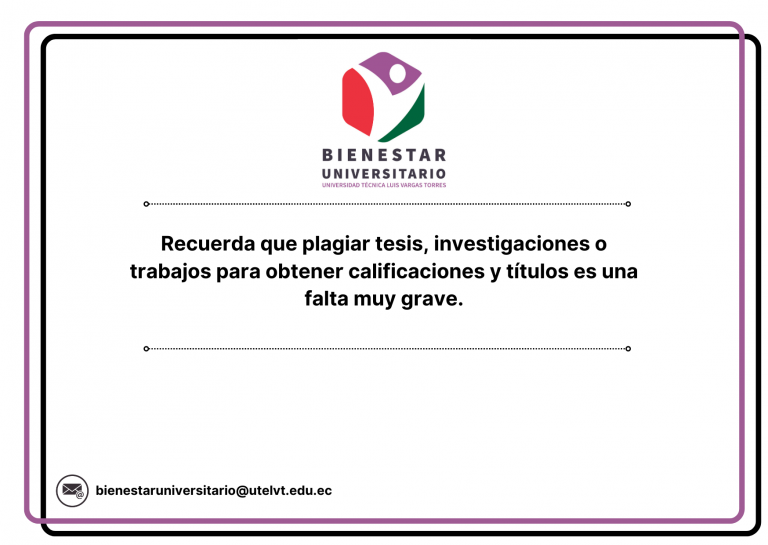 BIENESTAR
UNIVERSITARIO
UNIVERSIDAD TÉCNICA LUIS VARGAS TORRES
Recuerda que plagiar tesis, investigaciones o
trabajos para obtener calificaciones y títulos es una
falta muy grave.
@
bienestaruniversitario@utelvt.edu.ec